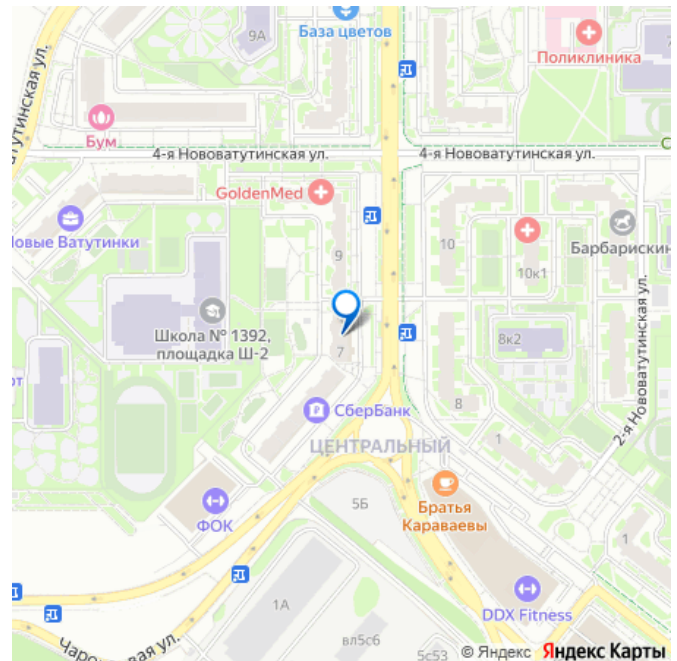 9А
База цветов
Поликлиника
Ватутинская ул.
Бум
4-я Нововатутинская ул.
4-я Нововатутинская ул.
GoldenMed
Новые Ватутинки
9
10
10к1
Барбарискин
Школа № 1392,
площадка Ш-2
7
8к2
2-я Нововатутинская ул.
СберБанк
8
1
ЦЕНТРАЛЬНЫЙ
Братья
Караваевы
5Б
ФОК
1
1А
DDX Fitness
вл5с6
5с53
© Яндекс Яндекс Карты